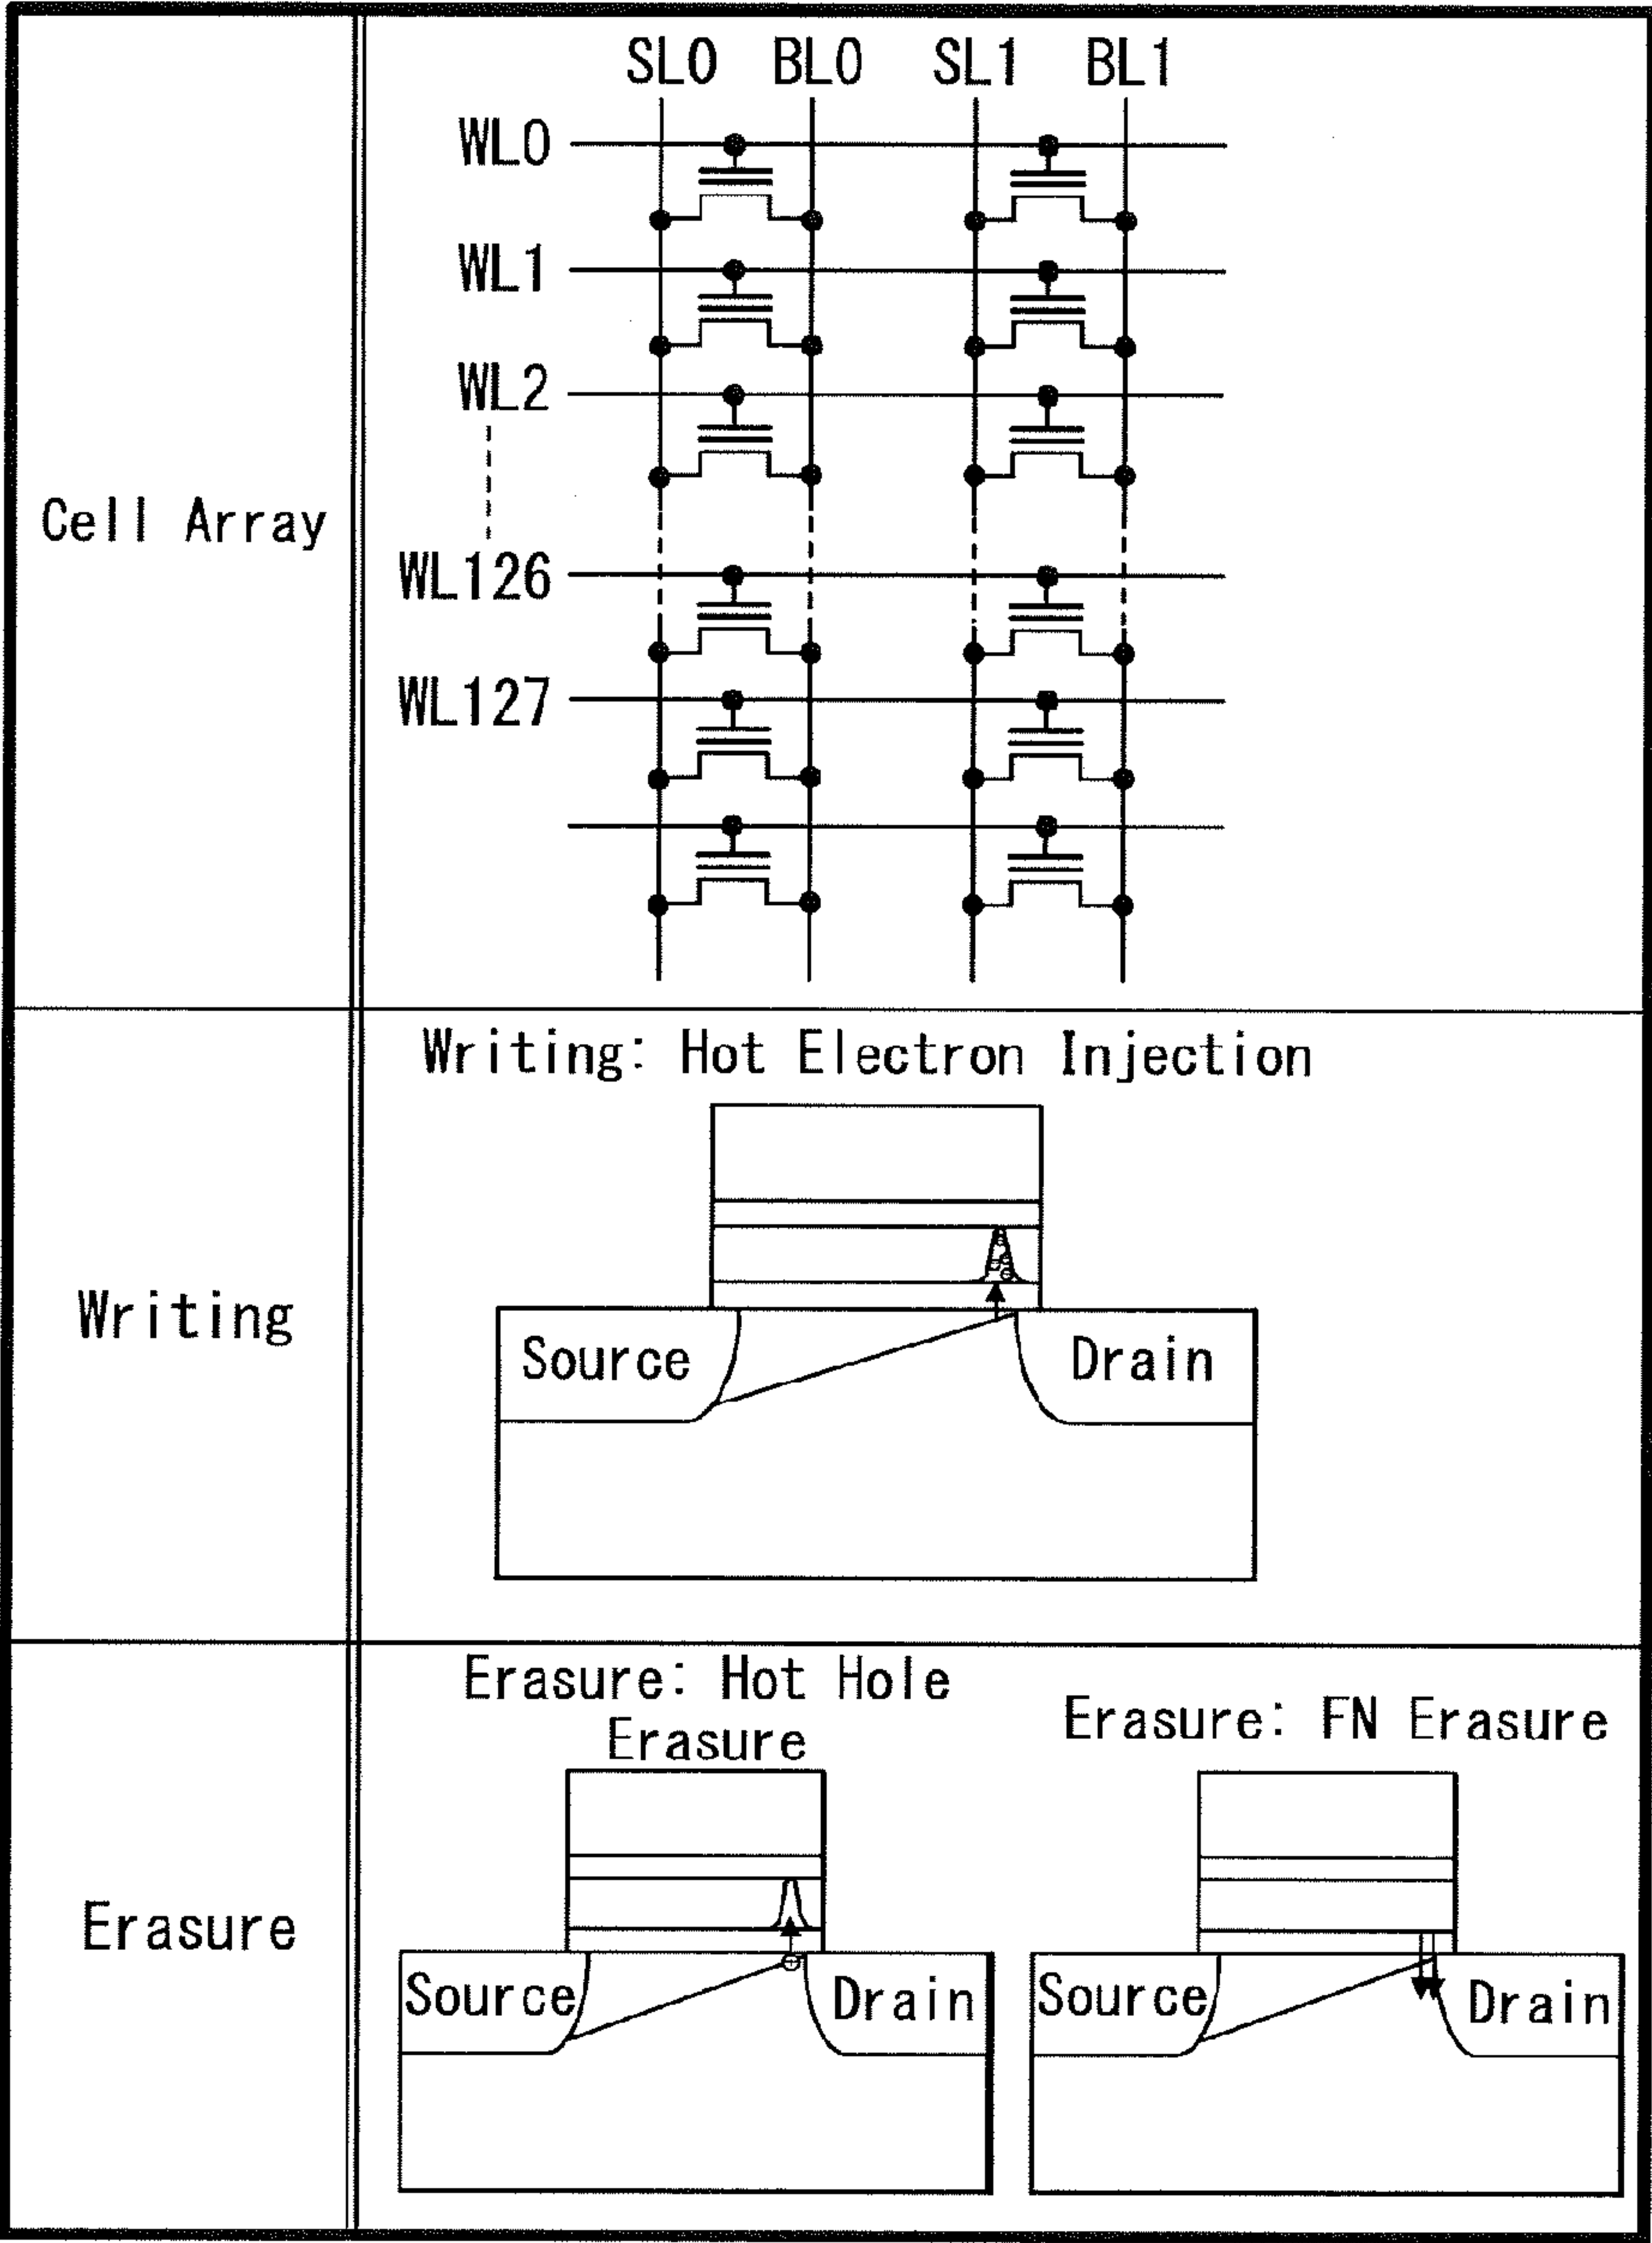 SL0 BL0 SL1 BL1
WL0
WL1
WL2
Cell Array
WL126
WL127
Writing: Hot Electron Injection
Writing
Source Drain
Erasure: Hot Hole
Erasure
Erasure: FN Erasure
Erasure
Source Drain
Source Drain